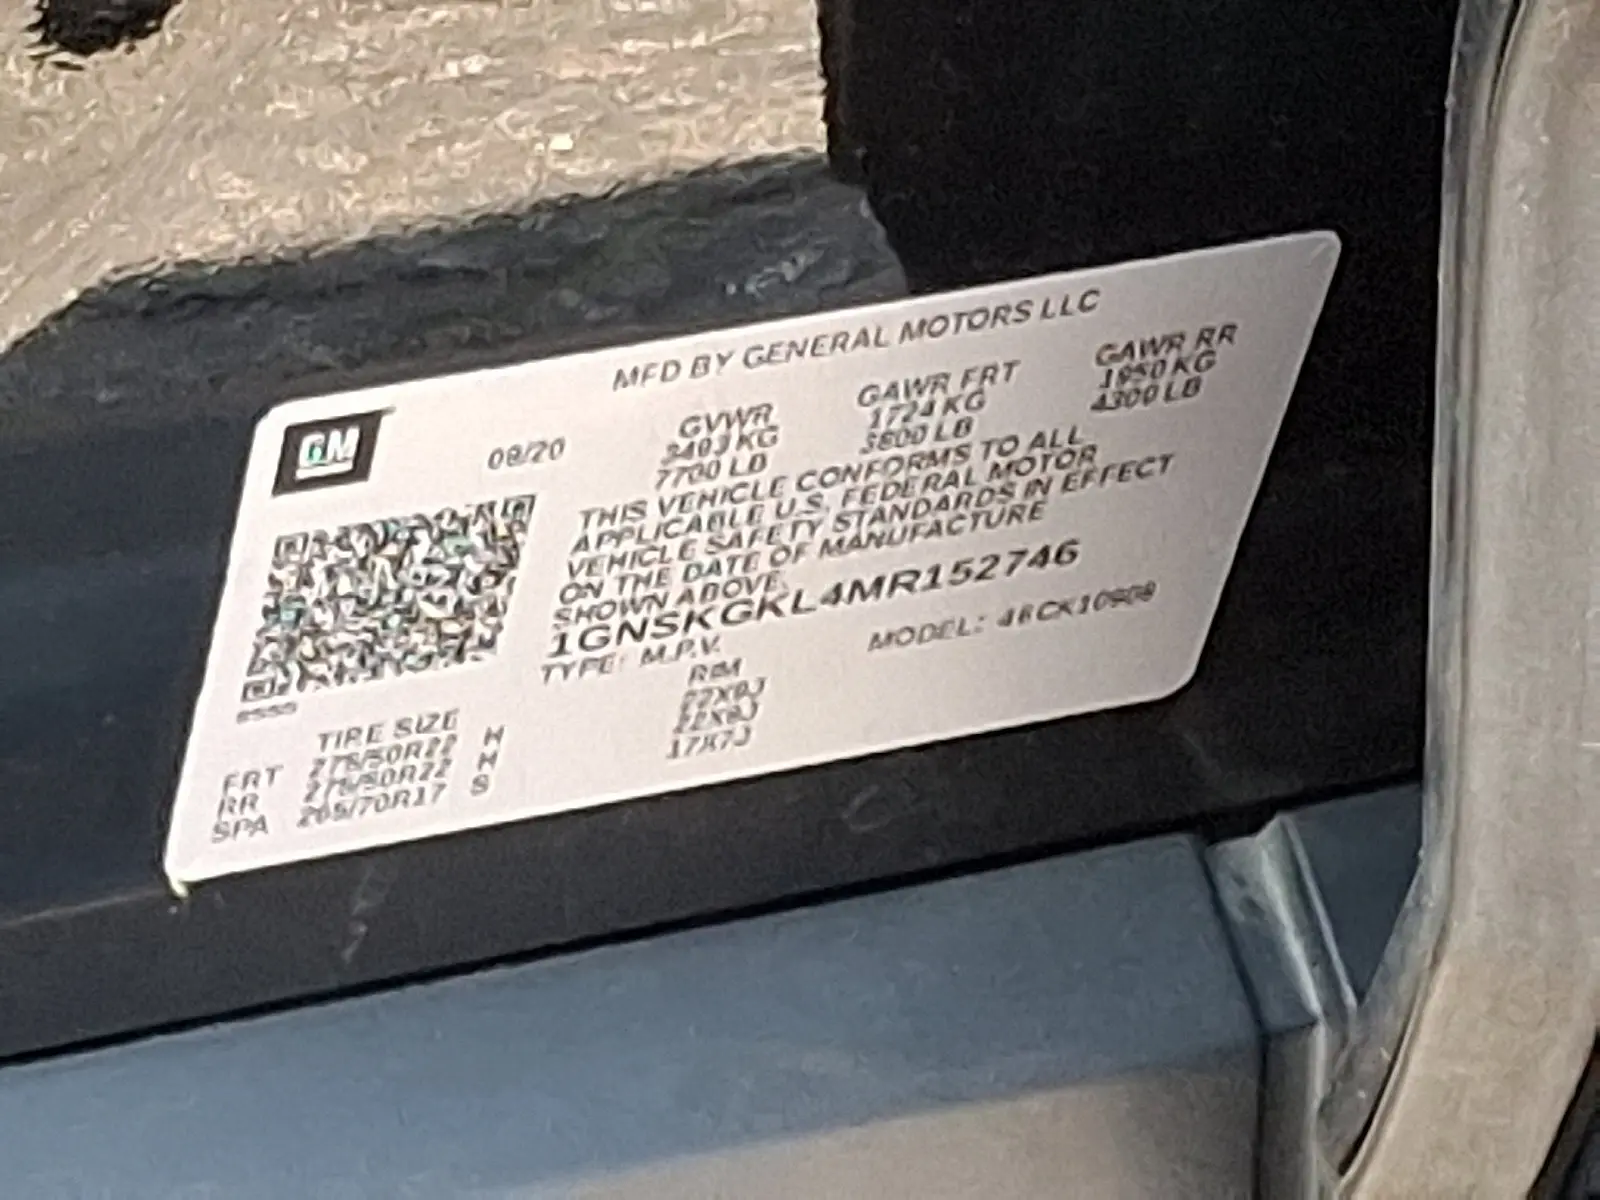 MFD BY GENERAL MOTORS LLC
GM
08/20
GVWR GAWR FRT GAWR RR
3493 KG 1724 KG 1950 KG
7700 LB 3800 LB 4300 LB
THIS VEHICLE CONFORMS TO ALL
APPLICABLE U.S. FEDERAL MOTOR
VEHICLE SAFETY STANDARDS IN EFFECT
ON THE DATE OF MANUFACTURE
SHOWN ABOVE.
1GNSKGKL4MR152746
TYPE: M.P.V. MODEL:
TIRE SIZE RIM
FRT 275/50R22 H 22X9J
RR 275/50R22 H 22X9J
SPA 265/70R17 S 17X7J